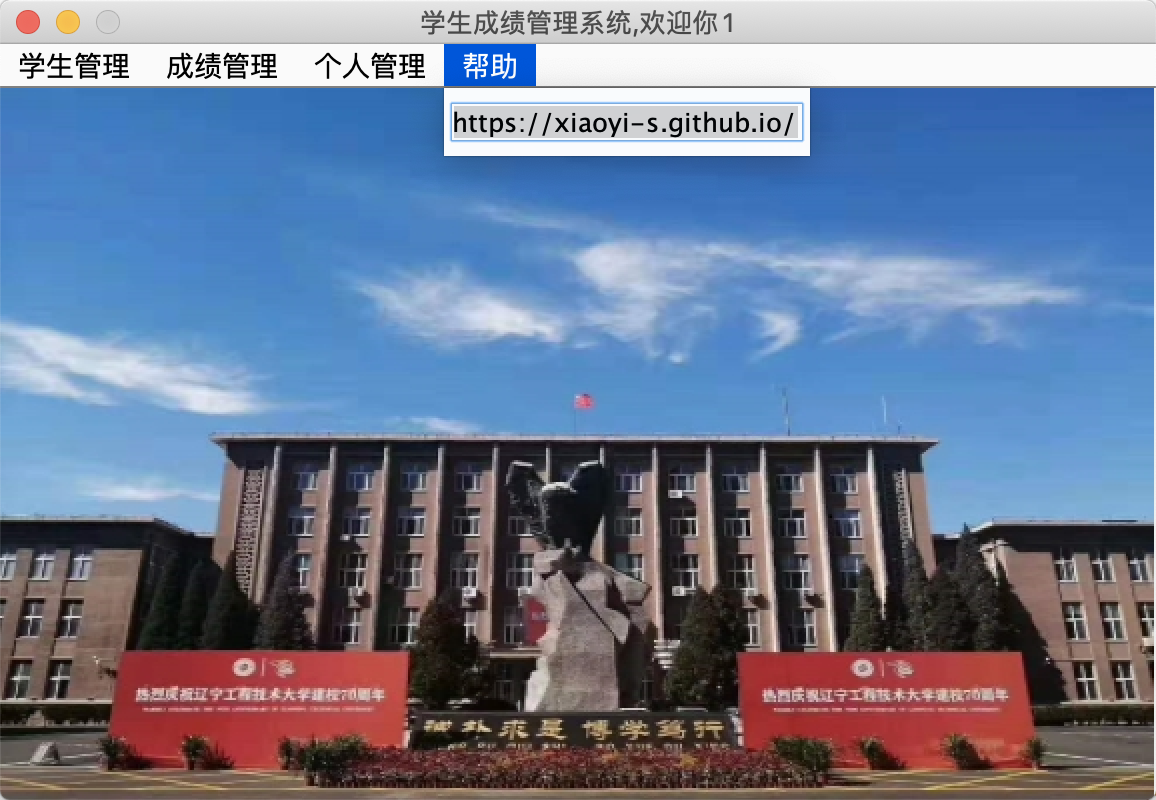 学生成绩管理系统,欢迎你1
学生管理 成绩管理 个人管理 帮助
https://xiaoyi-s.github.io/
热烈庆祝辽宁工程技术大学建校70周年
热烈庆祝辽宁工程技术大学建校70周年
诚朴求是 博学笃行